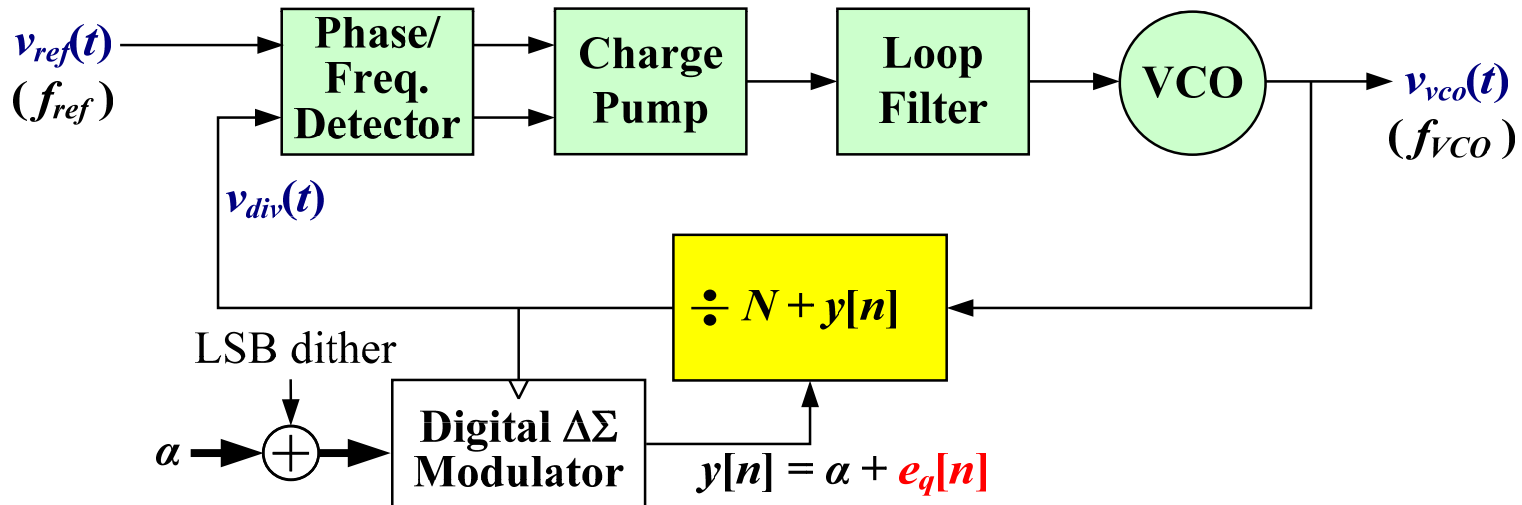 v_ref(t)
( f_ref )
Phase/
Freq.
Detector
Charge
Pump
Loop
Filter
VCO
v_vco(t)
( f_VCO )
v_div(t)
÷ N + y[n]
LSB dither
α
+
Digital ΔΣ
Modulator
y[n] = α + e_q[n]